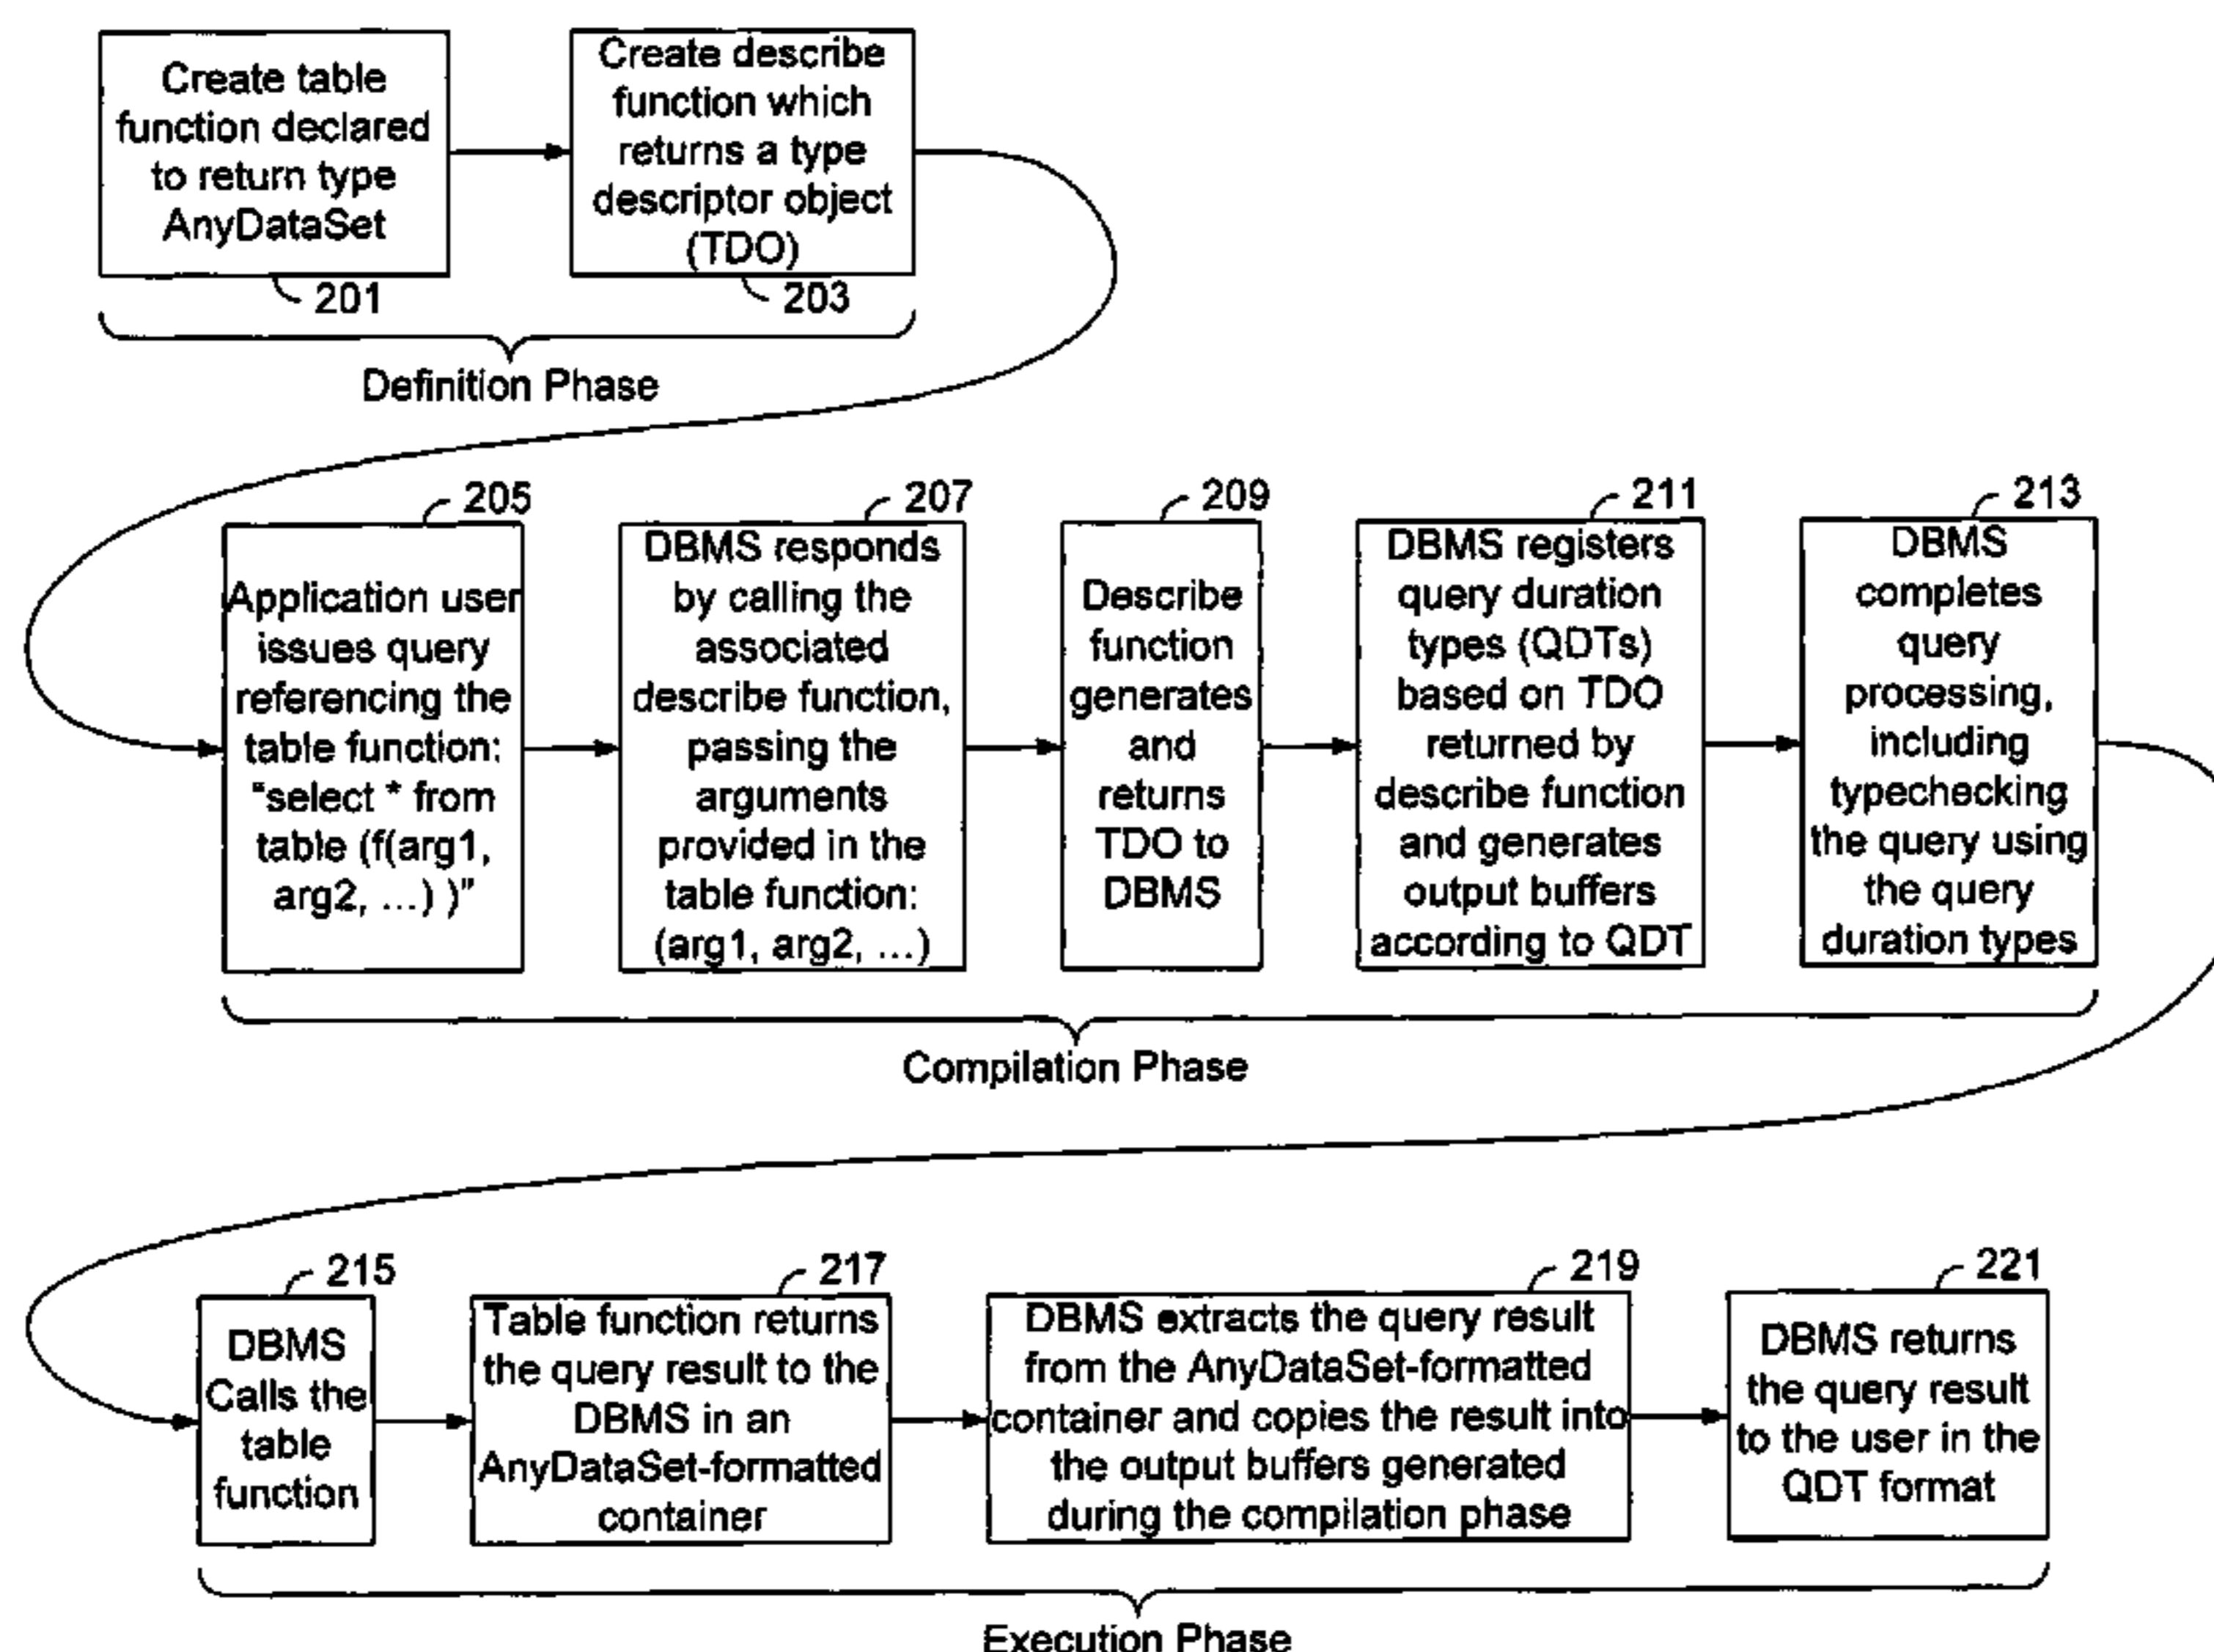 Create table
function declared
to return type
AnyDataSet
201
Create describe
function which
returns a type
descriptor object
(TDO)
203
Definition Phase
205
Application user
issues query
referencing the
table function:
"select * from
table (f(arg1,
arg2, ...) )"
207
DBMS responds
by calling the
associated
describe function,
passing the
arguments
provided in the
table function:
(arg1, arg2, ...)
209
Describe
function
generates
and
returns
TDO to
DBMS
211
DBMS registers
query duration
types (QDTs)
based on TDO
returned by
describe function
and generates
output buffers
according to QDT
213
DBMS
completes
query
processing,
including
typechecking
the query using
the query
duration types
Compilation Phase
215
DBMS
Calls the
table
function
217
Table function returns
the query result to the
DBMS in an
AnyDataSet-formatted
container
219
DBMS extracts the query result
from the AnyDataSet-formatted
container and copies the result into
the output buffers generated
during the compilation phase
221
DBMS returns
the query result
to the user in the
QDT format
Execution Phase